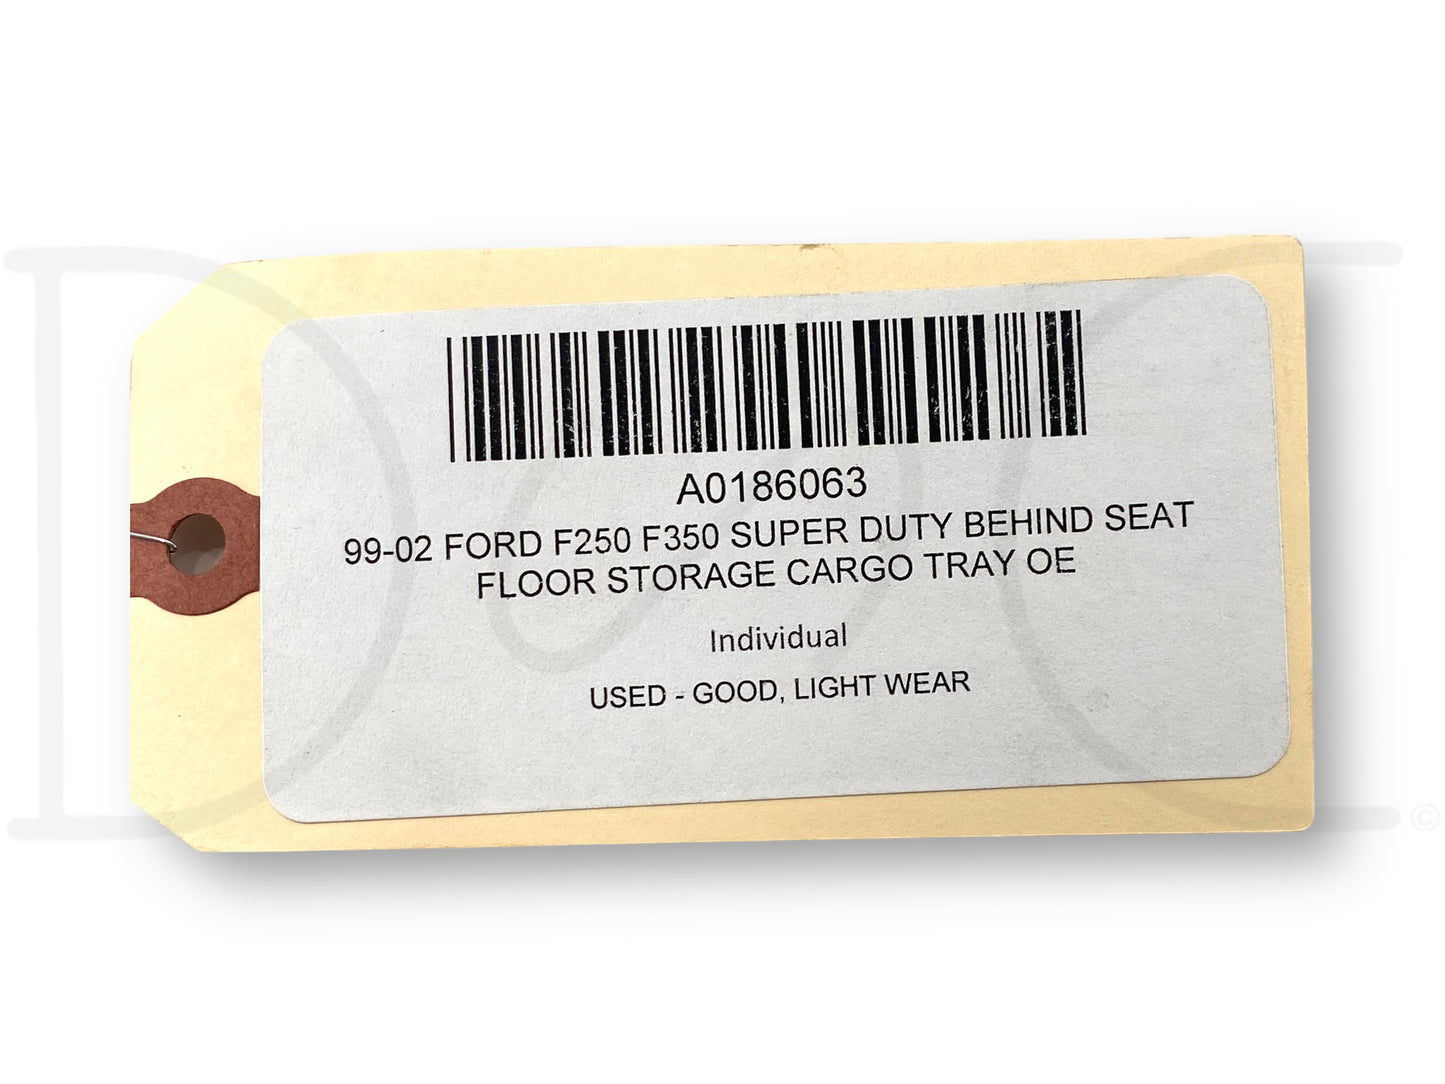 A0186063
99-02 FORD F250 F350 SUPER DUTY BEHIND SEAT
FLOOR STORAGE CARGO TRAY OE
Individual
USED - GOOD, LIGHT WEAR
©